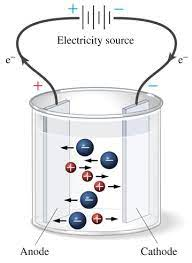 + −
Electricity source
e⁻ e⁻
+ −
−
+
−
+
+
−
+
− + −
Anode Cathode